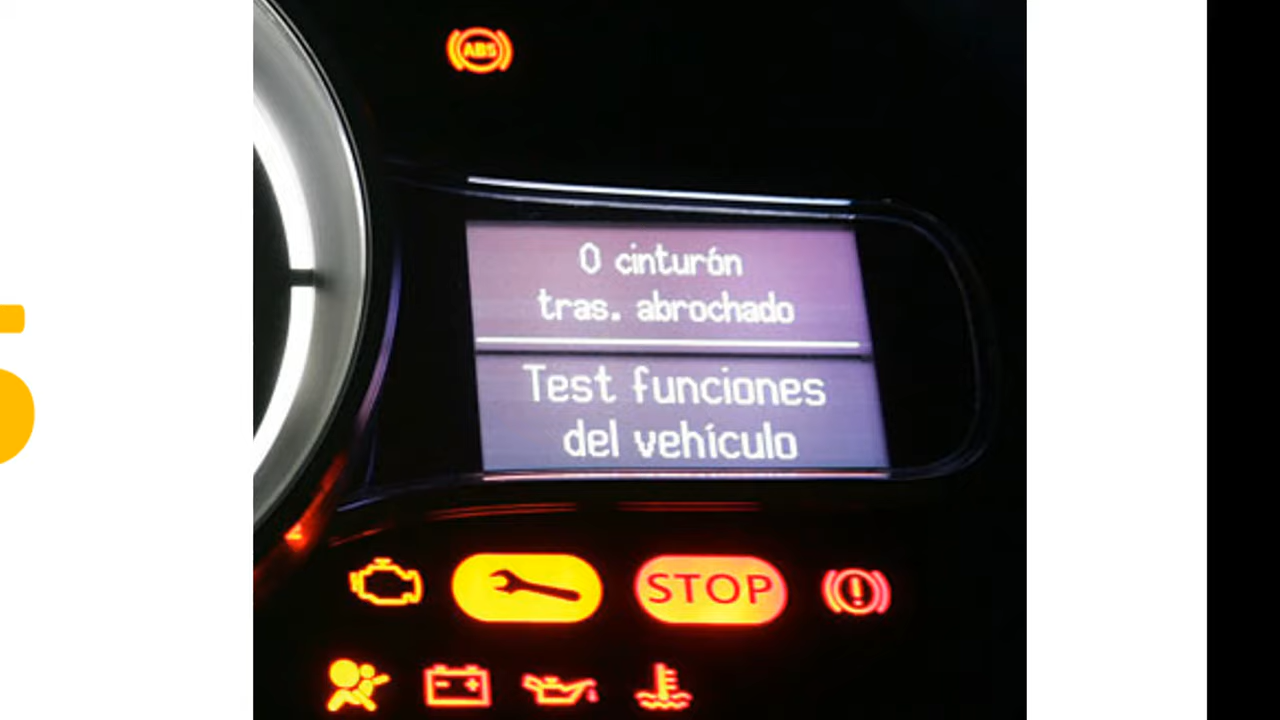 ABS
0 cinturón
tras. abrochado
Test funciones
del vehículo
STOP